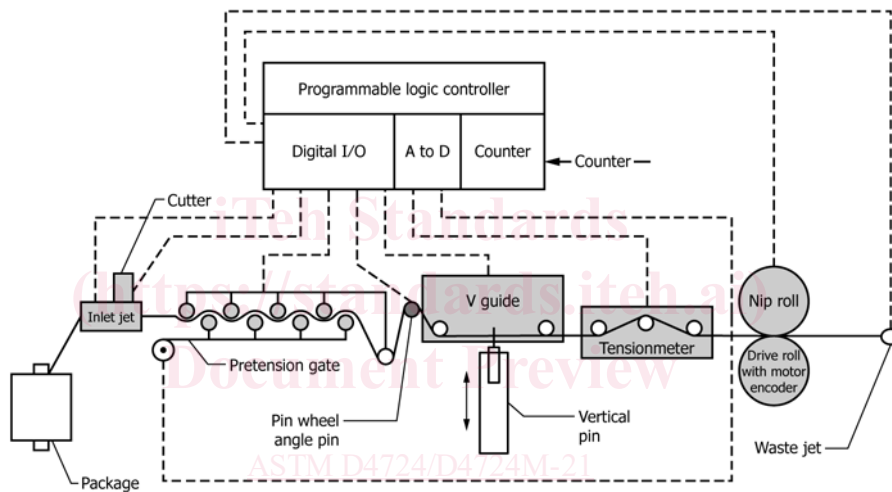 Programmable logic controller
Digital I/O
A to D
Counter
Counter
Cutter
iTeh Standards
(https://standards.iteh.ai)
Document Preview
ASTM D4724/D4724M-21
Inlet jet
V guide
Nip roll
Tensionmeter
Pretension gate
Drive roll
with motor
encoder
Pin wheel
angle pin
Vertical
pin
Waste jet
Package